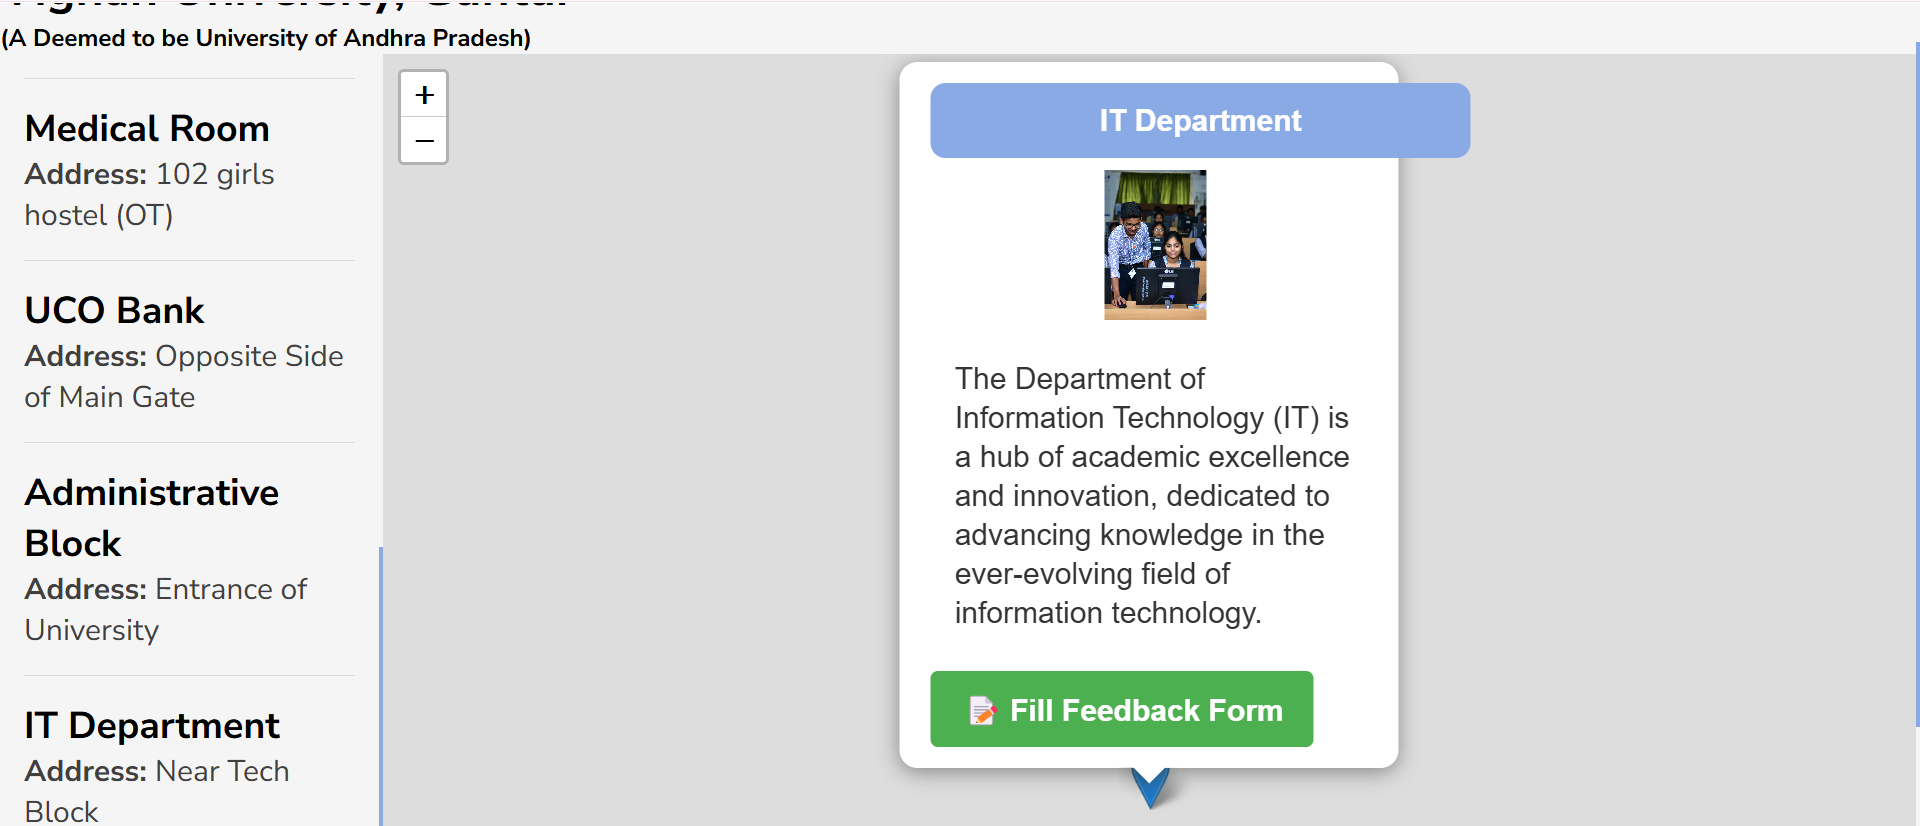 (A Deemed to be University of Andhra Pradesh)
Medical Room
Address: 102 girls
hostel (OT)
UCO Bank
Address: Opposite Side
of Main Gate
Administrative
Block
Address: Entrance of
University
IT Department
Address: Near Tech
Block
+
−
IT Department
The Department of
Information Technology (IT) is
a hub of academic excellence
and innovation, dedicated to
advancing knowledge in the
ever-evolving field of
information technology.
📝 Fill Feedback Form